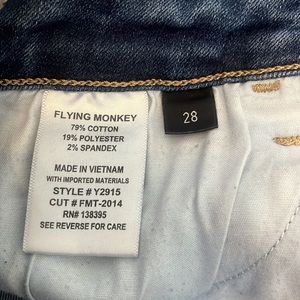 FLYING MONKEY
79% COTTON
19% POLYESTER
2% SPANDEX
MADE IN VIETNAM
WITH IMPORTED MATERIALS
STYLE # Y2915
CUT # FMT-2014
RN# 138395
SEE REVERSE FOR CARE
28